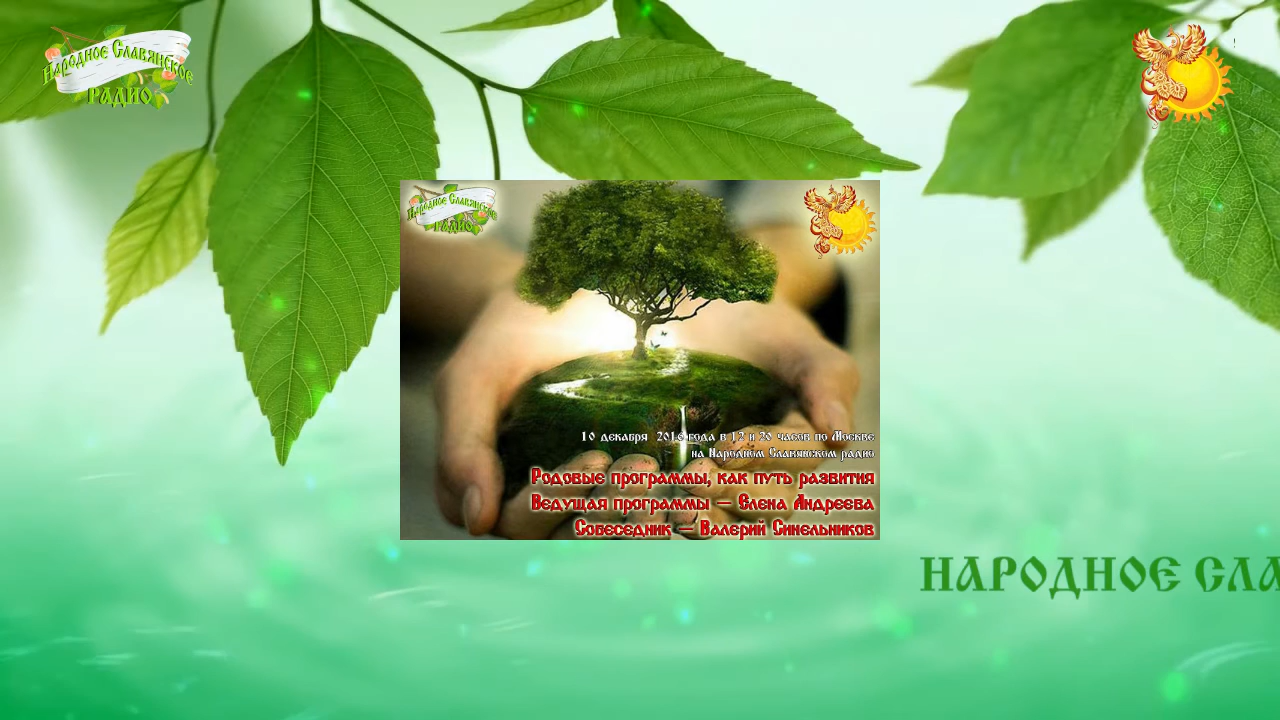 Народное Славянское
РАДИО
Народное Славянское
РАДИО
10 декабря 2016 года в 12 и 20 часов по Москве
на Народном Славянском радио
Родовые программы, как путь развития
Ведущая программы — Елена Андреева
Собеседник — Валерий Синельников
НАРОДНОЕ СЛА